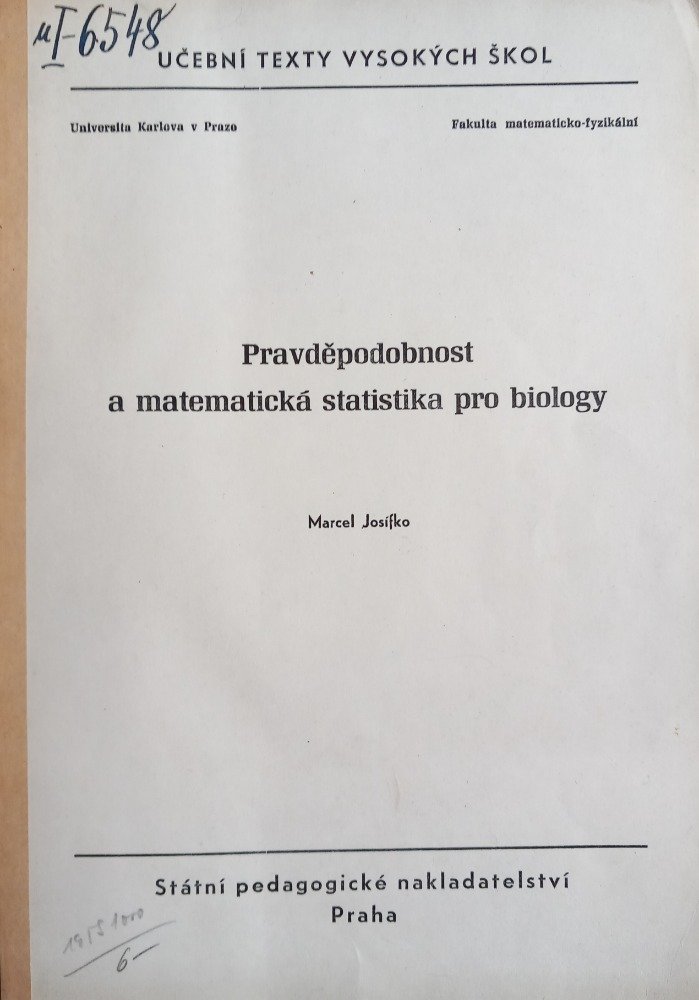 uI-6548
UČEBNÍ TEXTY VYSOKÝCH ŠKOL
Universita Karlova v Praze
Fakulta matematicko-fyzikální
Pravděpodobnost
a matematická statistika pro biology
Marcel Josífko
Státní pedagogické nakladatelství
Praha
6-